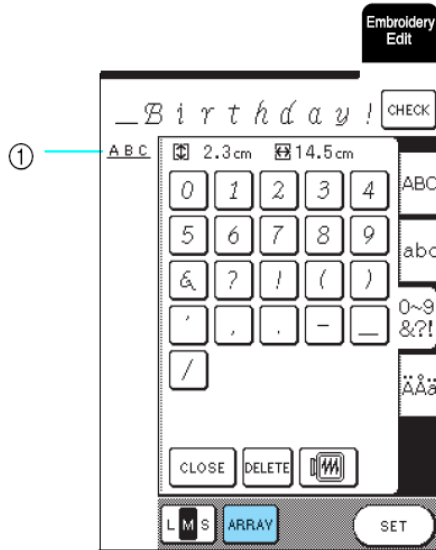 Embroidery
Edit
_Birthday!
CHECK
①
ABC
2.3cm 14.5cm
0 1 2 3 4
ABC
5 6 7 8 9
abc
& ? ! ( )
0~9
&?!
' , . - _
/
ÄÅä
CLOSE DELETE
L M S ARRAY SET